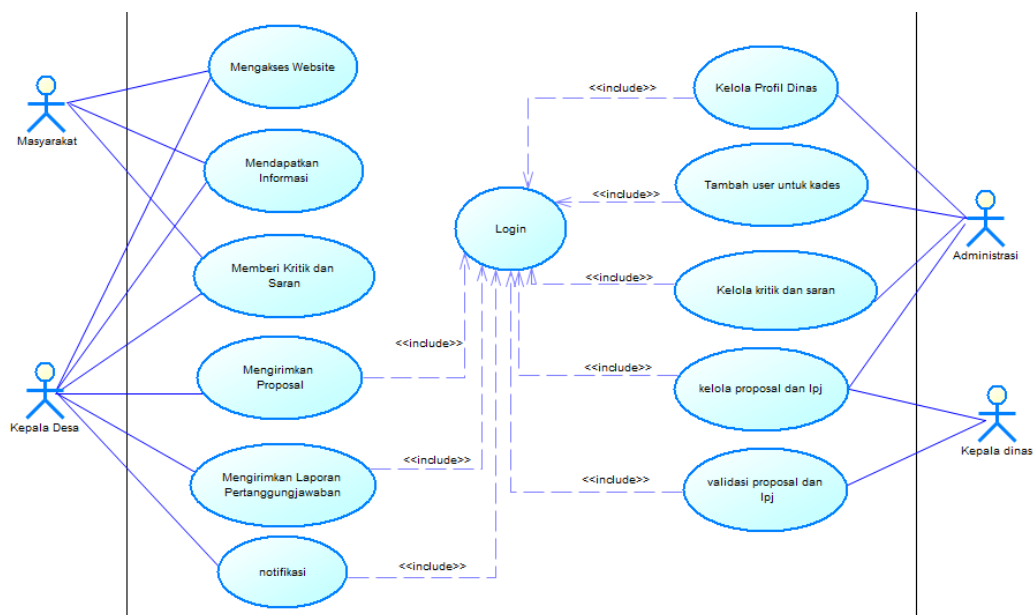 Mengakses Website
Masyarakat
Mendapatkan
Informasi
Memberi Kritik dan
Saran
Mengirimkan
Proposal
Kepala Desa
Mengirimkan Laporan
Pertanggungjawaban
notifikasi
<<include>>
<<include>>
<<include>>
Login
<<include>>
<<include>>
<<include>>
<<include>>
<<include>>
Kelola Profil Dinas
Tambah user untuk kades
Kelola kritik dan saran
kelola proposal dan lpj
validasi proposal dan
lpj
Administrasi
Kepala dinas